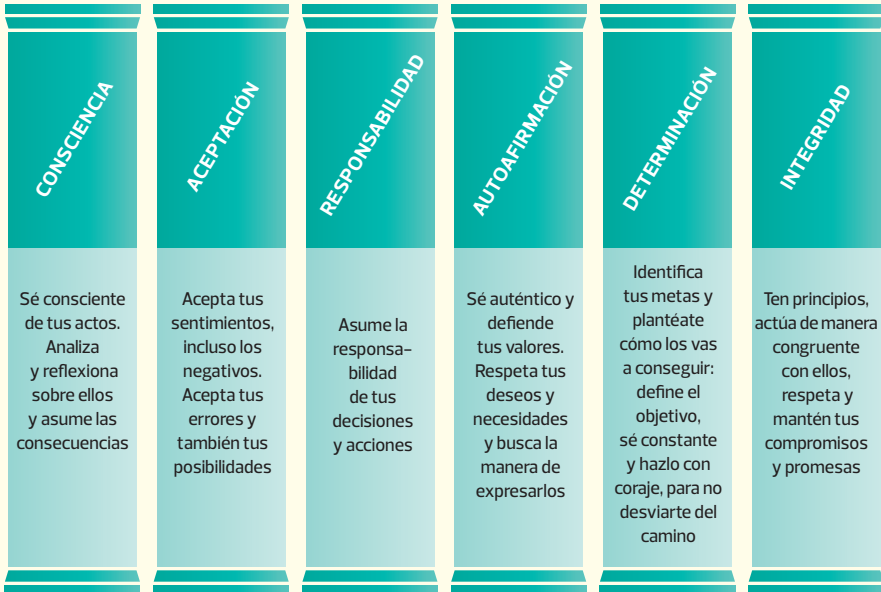 CONSCIENCIA
Sé consciente
de tus actos.
Analiza
y reflexiona
sobre ellos
y asume las
consecuencias
ACEPTACIÓN
Acepta tus
sentimientos,
incluso los
negativos.
Acepta tus
errores y
también tus
posibilidades
RESPONSABILIDAD
Asume la
responsa-
bilidad
de tus
decisiones
y acciones
AUTOAFIRMACIÓN
Sé auténtico y
defiende
tus valores.
Respeta tus
deseos y
necesidades
y busca la
manera de
expresarlos
DETERMINACIÓN
Identifica
tus metas y
plantéate
cómo los vas
a conseguir:
define el
objetivo,
sé constante
y hazlo con
coraje, para no
desviarte del
camino
INTEGRIDAD
Ten principios,
actúa de manera
congruente
con ellos,
respeta y
mantén tus
compromisos
y promesas